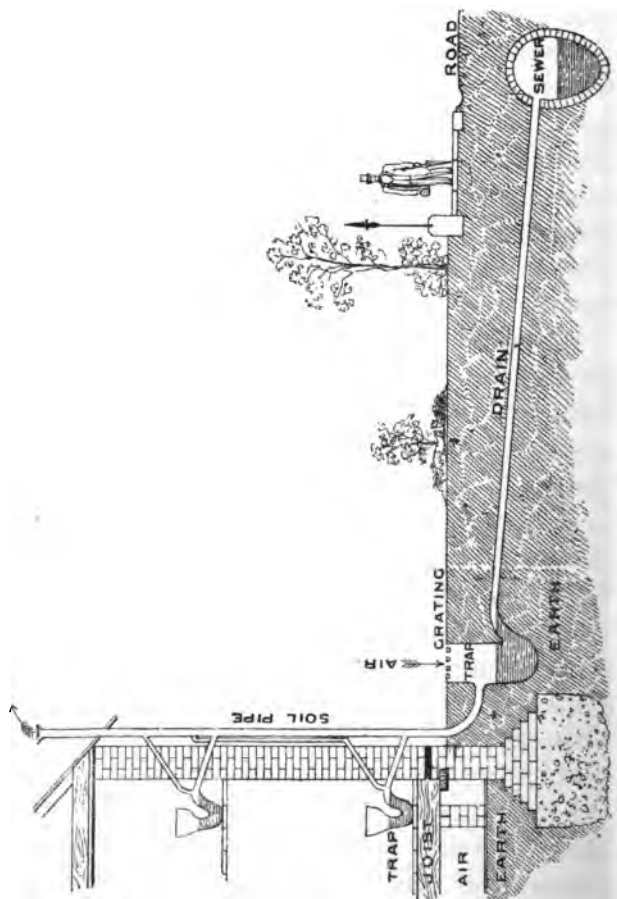 ROAD
SEWER
DRAIN
GRATING
AIR
TRAP
EARTH
SOIL PIPE
TRAP
JOIST
AIR
EARTH